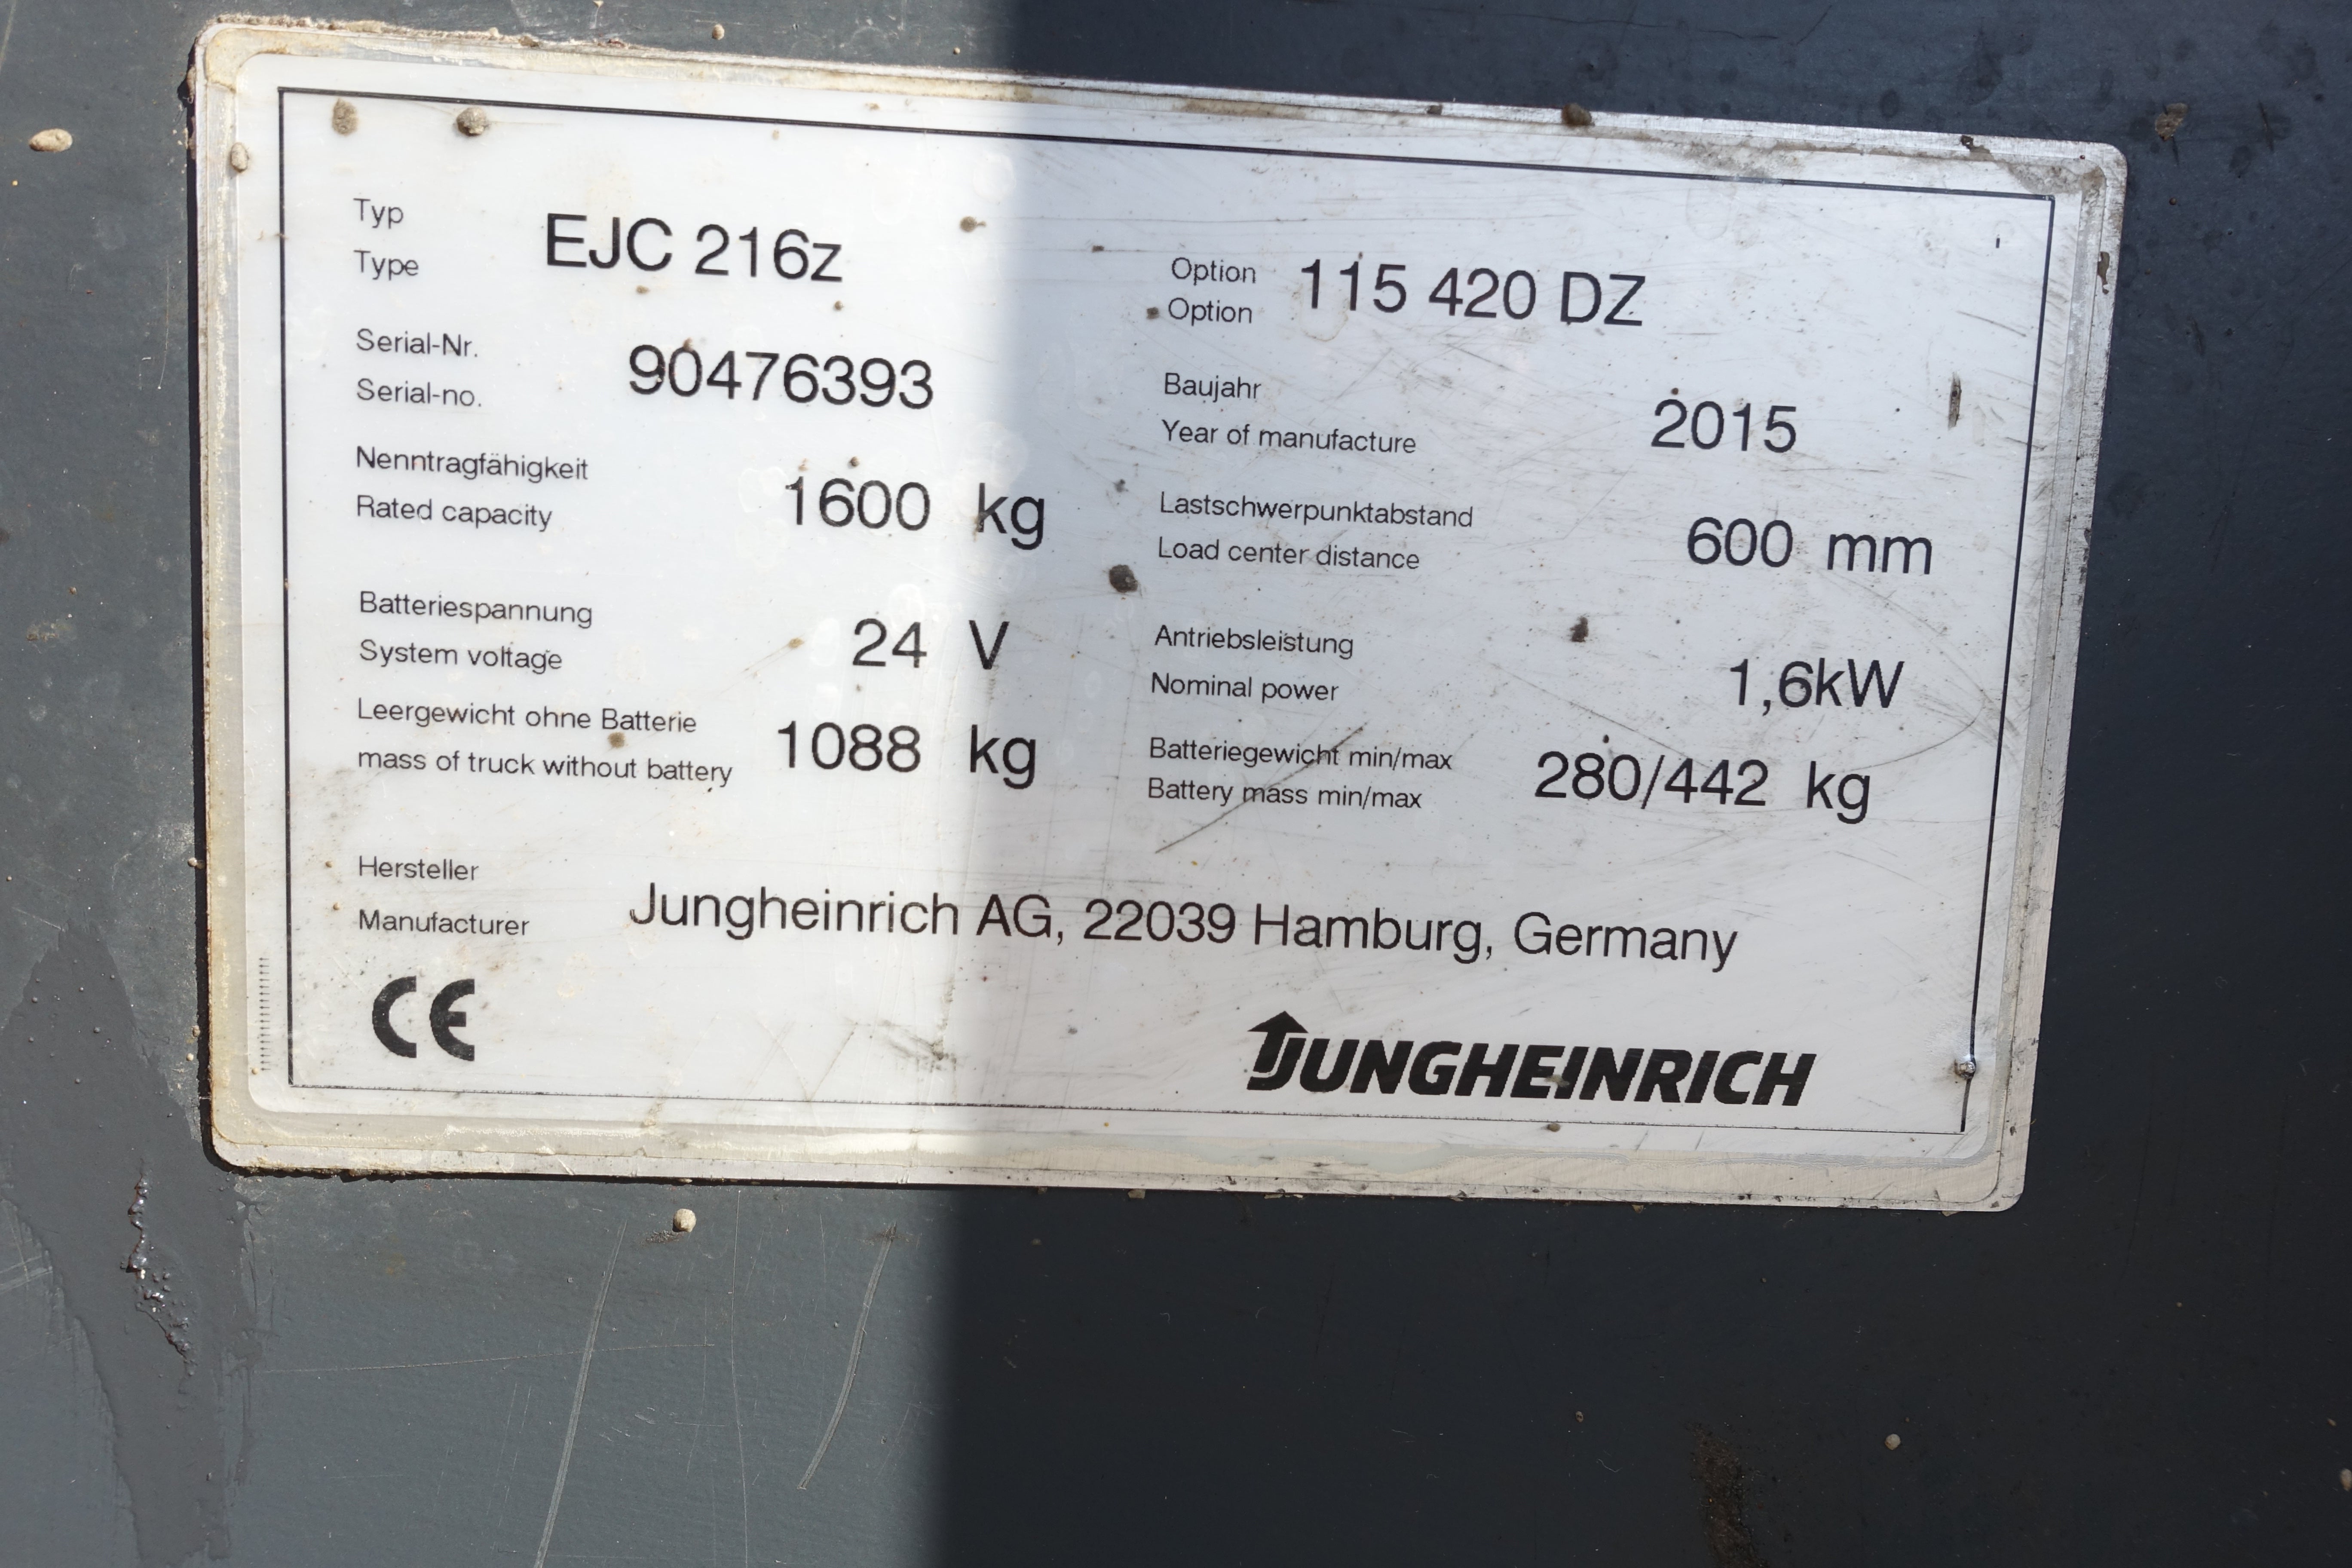 Typ
Type
EJC 216z
Option
Option
115 420 DZ
Serial-Nr.
Serial-no.
90476393
Baujahr
Year of manufacture
2015
Nenntragfähigkeit
Rated capacity
1600 kg
Lastschwerpunktabstand
Load center distance
600 mm
Batteriespannung
System voltage
24 V
Antriebsleistung
Nominal power
1,6kW
Leergewicht ohne Batterie
mass of truck without battery
1088 kg
Batteriegewicht min/max
Battery mass min/max
280/442 kg
Hersteller
Manufacturer
Jungheinrich AG, 22039 Hamburg, Germany
CE
JUNGHEINRICH